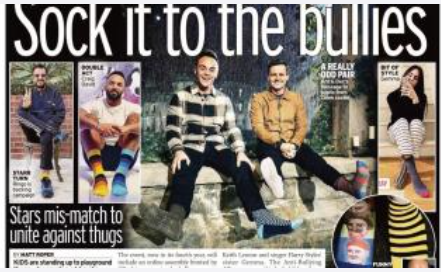 Sock it to the bullies
DOUBLE
ACT
Craig
David
A REALLY
ODD PAIR
BIT OF
STYLE
Gemma
STARR
TURN
Ringo is
backing
campaign
Stars mis-match to
unite against thugs
FUNNY
By MATT ROPER
KIDS are standing up to playground
The event, now in its fourth year, will
include an online assembly hosted by
Keith Lemon and singer Harry Styles'
sister Gemma. The Anti-Bullying